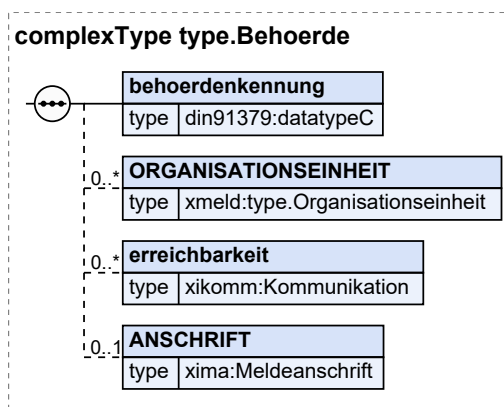 complexType type.Behoerde
behoerdenkennung
type din91379:datatypeC
0..* ORGANISATIONSEINHEIT
type xmeld:type.Organisationseinheit
0..* erreichbarkeit
type xikomm:Kommunikation
0..1 ANSCHRIFT
type xima:Meldeanschrift